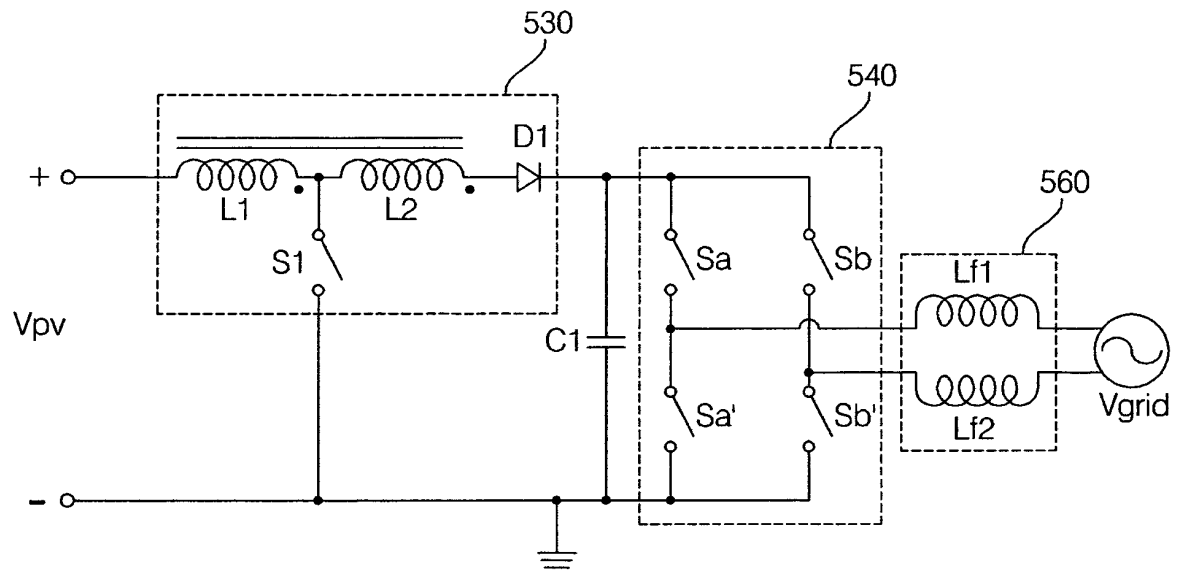 530
540
D1
+
L1
L2
560
S1
Sa
Sb
Lf1
Vpv
C1
Vgrid
Sa'
Sb'
Lf2
-